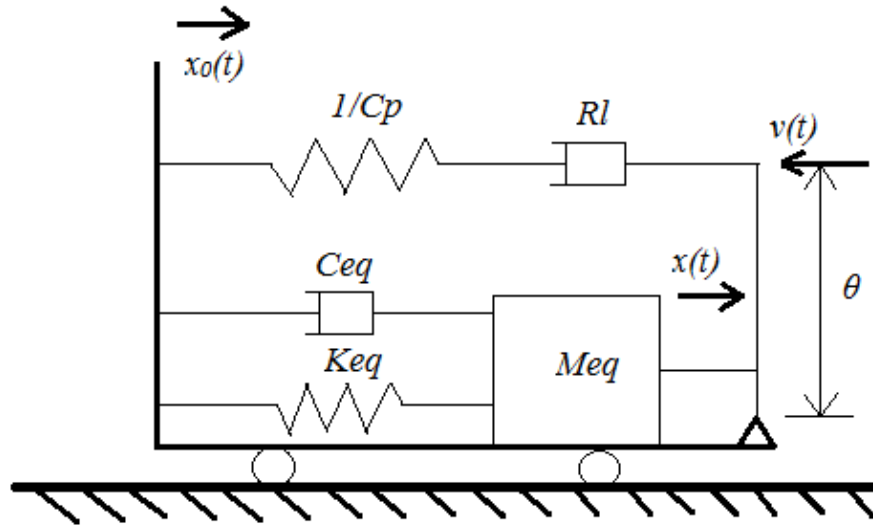 x0(t)
1/Cp
Rl
v(t)
Ceq
x(t)
θ
Keq
Meq